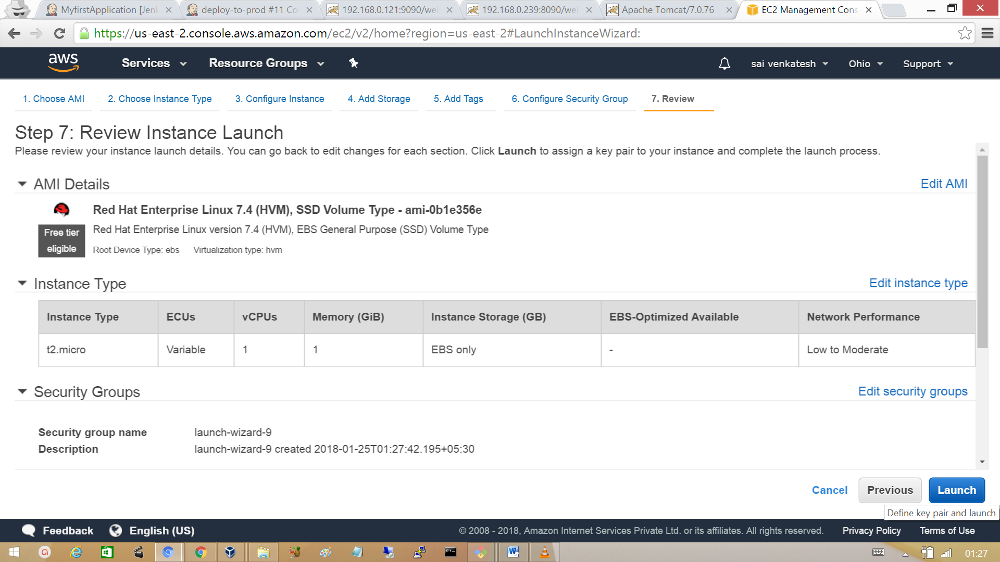 MyfirstApplication [Jen
deploy-to-prod #11 Co
192.168.0.121:9090/we
192.168.0.239:8090/we
Apache Tomcat/7.0.76
EC2 Management Cons
https://us-east-2.console.aws.amazon.com/ec2/v2/home?region=us-east-2#LaunchInstanceWizard:
aws
Services
Resource Groups
sai venkatesh
Ohio
Support
1. Choose AMI
2. Choose Instance Type
3. Configure Instance
4. Add Storage
5. Add Tags
6. Configure Security Group
7. Review
Step 7: Review Instance Launch
Please review your instance launch details. You can go back to edit changes for each section. Click Launch to assign a key pair to your instance and complete the launch process.
AMI Details
Edit AMI
Red Hat Enterprise Linux 7.4 (HVM), SSD Volume Type - ami-0b1e356e
Free tier
eligible
Red Hat Enterprise Linux version 7.4 (HVM), EBS General Purpose (SSD) Volume Type
Root Device Type: ebs
Virtualization type: hvm
Instance Type
Edit instance type
Instance Type ECUs vCPUs Memory (GiB) Instance Storage (GB) EBS-Optimized Available Network Performance
t2.micro Variable 1 1 EBS only - Low to Moderate
Security Groups
Edit security groups
Security group name launch-wizard-9
Description launch-wizard-9 created 2018-01-25T01:27:42.195+05:30
Cancel
Previous
Launch
Define key pair and launch
Feedback
English (US)
© 2008 - 2018, Amazon Internet Services Private Ltd. or its affiliates. All rights reserved.
Privacy Policy
Terms of Use
01:27